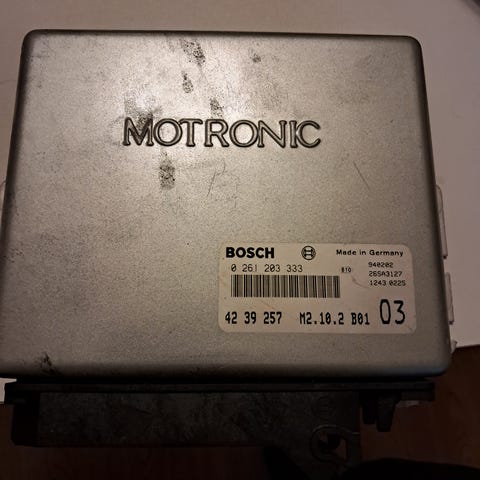 MOTRONIC
BOSCH Made in Germany
0 261 203 333 B10 940202
26SA3127
1243 0225
42 39 257 M2.10.2 B01 03